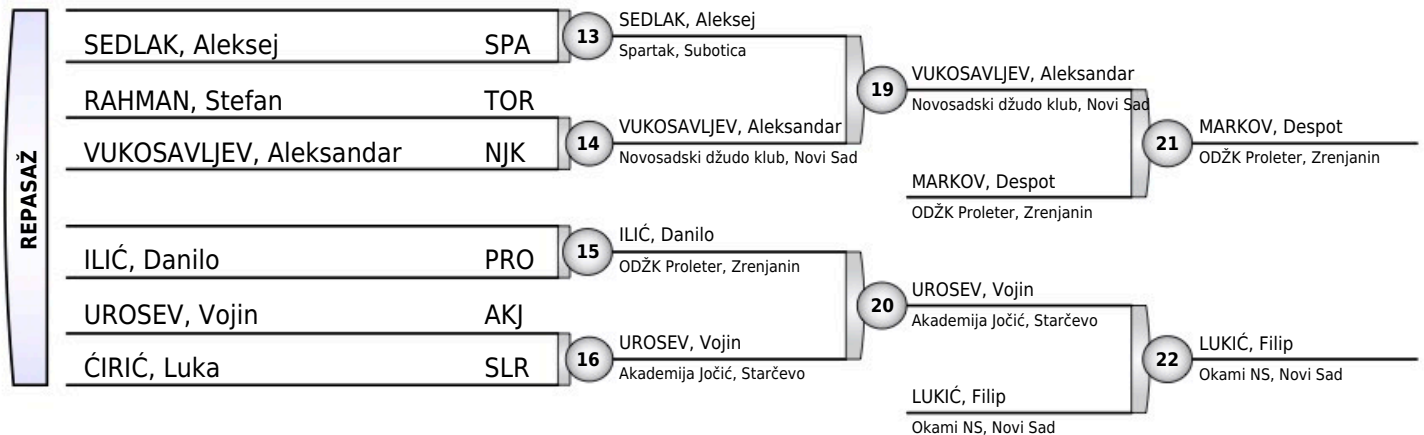 REPASAŽ
SEDLAK, Aleksej SPA
RAHMAN, Stefan TOR
VUKOSAVLJEV, Aleksandar NJK
ILIĆ, Danilo PRO
UROSEV, Vojin AKJ
ĆIRIĆ, Luka SLR
13
SEDLAK, Aleksej
Spartak, Subotica
14
VUKOSAVLJEV, Aleksandar
Novosadski džudo klub, Novi Sad
15
ILIĆ, Danilo
ODŽK Proleter, Zrenjanin
16
UROSEV, Vojin
Akademija Jočić, Starčevo
19
VUKOSAVLJEV, Aleksandar
Novosadski džudo klub, Novi Sad
MARKOV, Despot
ODŽK Proleter, Zrenjanin
20
UROSEV, Vojin
Akademija Jočić, Starčevo
LUKIĆ, Filip
Okami NS, Novi Sad
21
MARKOV, Despot
ODŽK Proleter, Zrenjanin
22
LUKIĆ, Filip
Okami NS, Novi Sad